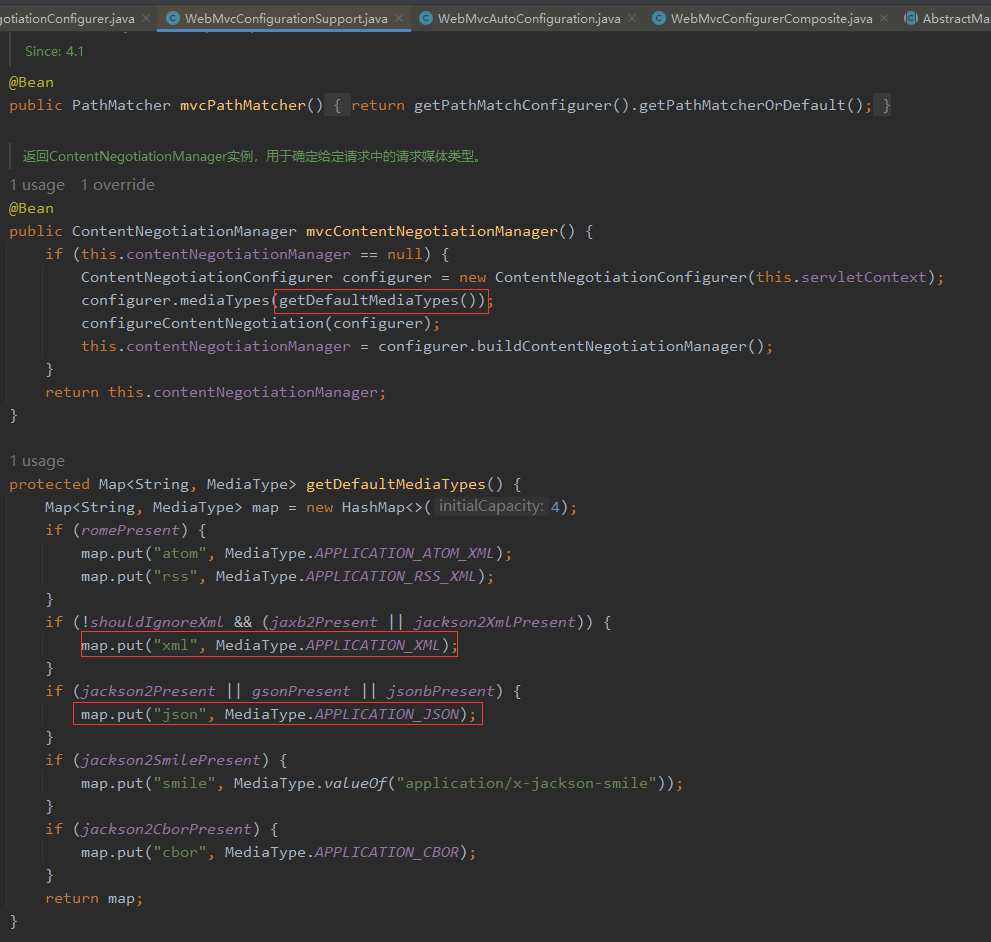 gotiationConfigurer.java × WebMvcConfigurationSupport.java × WebMvcAutoConfiguration.java × WebMvcConfigurerComposite.java × AbstractMa
Since: 4.1
@Bean
public PathMatcher mvcPathMatcher() { return getPathMatchConfigurer().getPathMatcherOrDefault(); }
返回ContentNegotiationManager实例，用于确定给定请求中的请求媒体类型。
1 usage 1 override
@Bean
public ContentNegotiationManager mvcContentNegotiationManager() {
if (this.contentNegotiationManager == null) {
ContentNegotiationConfigurer configurer = new ContentNegotiationConfigurer(this.servletContext);
configurer.mediaTypes(getDefaultMediaTypes());
configureContentNegotiation(configurer);
this.contentNegotiationManager = configurer.buildContentNegotiationManager();
}
return this.contentNegotiationManager;
}
1 usage
protected Map<String, MediaType> getDefaultMediaTypes() {
Map<String, MediaType> map = new HashMap<>( initialCapacity: 4);
if (romePresent) {
map.put("atom", MediaType.APPLICATION_ATOM_XML);
map.put("rss", MediaType.APPLICATION_RSS_XML);
}
if (!shouldIgnoreXml && (jaxb2Present || jackson2XmlPresent)) {
map.put("xml", MediaType.APPLICATION_XML);
}
if (jackson2Present || gsonPresent || jsonbPresent) {
map.put("json", MediaType.APPLICATION_JSON);
}
if (jackson2SmilePresent) {
map.put("smile", MediaType.valueOf("application/x-jackson-smile"));
}
if (jackson2CborPresent) {
map.put("cbor", MediaType.APPLICATION_CBOR);
}
return map;
}